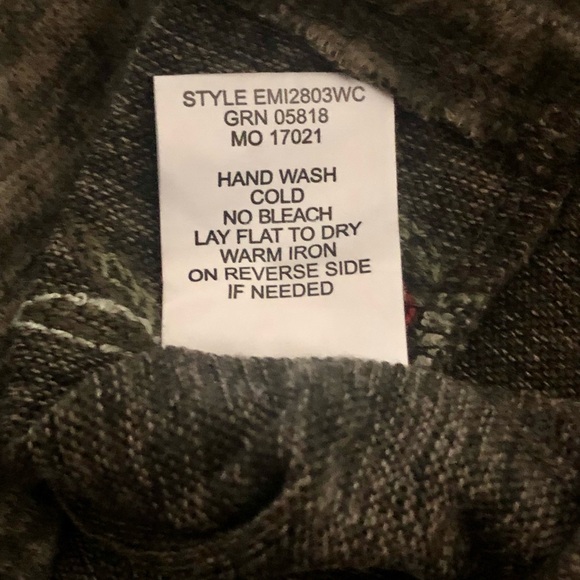 STYLE EMI2803WC
GRN 05818
MO 17021
HAND WASH
COLD
NO BLEACH
LAY FLAT TO DRY
WARM IRON
ON REVERSE SIDE
IF NEEDED